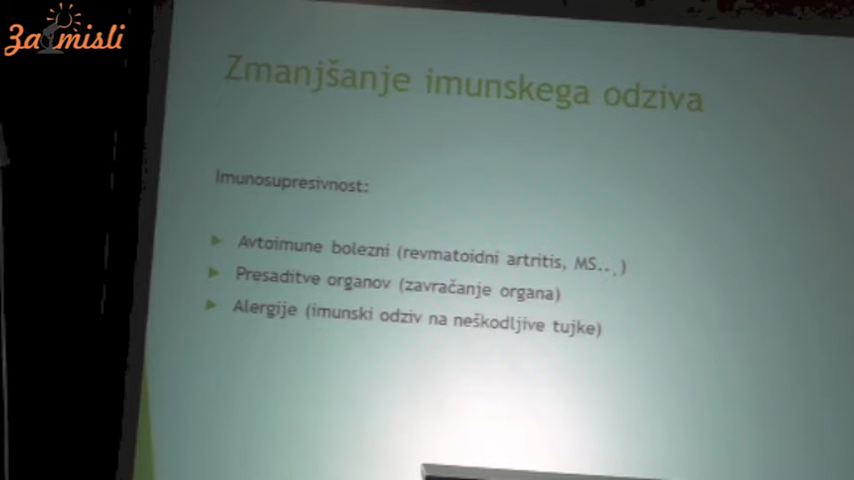 Za misli
Zmanjšanje imunskega odziva
Imunosupresivnost:
Avtoimune bolezni (revmatoidni artritis, MS..,)
Presaditve organov (zavračanje organa)
Alergije (imunski odziv na neškodljive tujke)